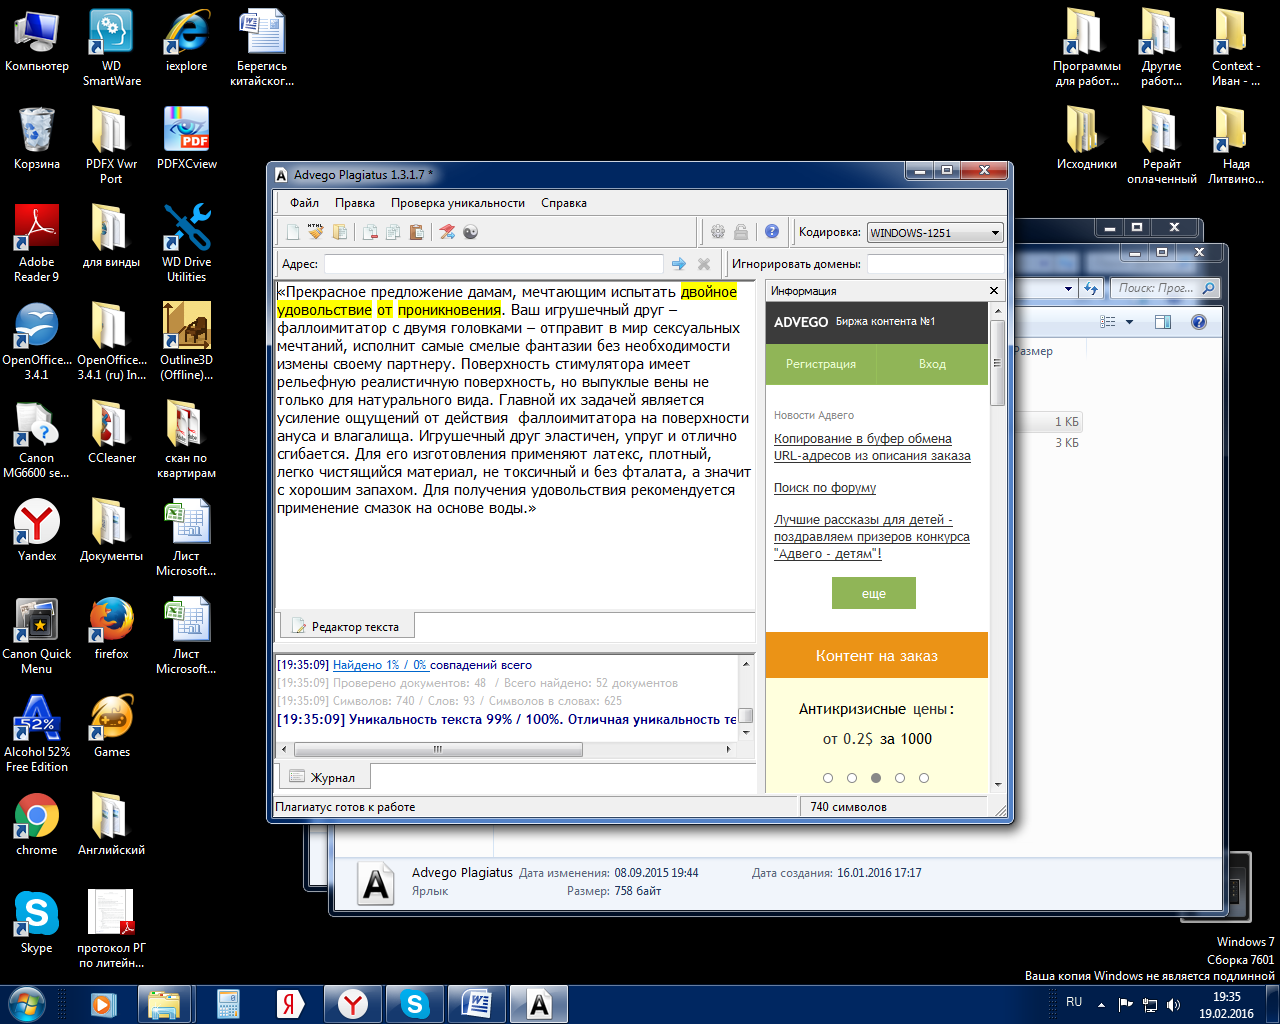 Компьютер
WD
SmartWare
iexplore
Берегись
китайског...
Программы
для работ...
Другие
работ...
Context -
Иван - ...
Корзина
PDFX Vwr
Port
PDFXCview
Исходники
Рерайт
оплаченный
Надя
Литвино...
Adobe
Reader 9
для винды
WD Drive
Utilities
OpenOffice...
3.4.1
OpenOffice...
3.4.1 (ru) In...
Outline3D
(Offline)...
Canon
MG6600 se...
CCleaner
скан по
квартирам
Yandex
Документы
Лист
Microsoft...
Canon Quick
Menu
firefox
Лист
Microsoft...
Alcohol 52%
Free Edition
Games
chrome
Английский
Skype
протокол РГ
по литейн...
Advego Plagiatus 1.3.1.7 *
Файл Правка Проверка уникальности Справка
Кодировка: WINDOWS-1251
Адрес: Игнорировать домены:
«Прекрасное предложение дамам, мечтающим испытать двойное
удовольствие от проникновения. Ваш игрушечный друг –
фаллоимитатор с двумя головками – отправит в мир сексуальных
мечтаний, исполнит самые смелые фантазии без необходимости
измены своему партнеру. Поверхность стимулятора имеет
рельефную реалистичную поверхность, но выпуклые вены не
только для натурального вида. Главной их задачей является
усиление ощущений от действия  фаллоимитатора на поверхности
ануса и влагалища. Игрушечный друг эластичен, упруг и отлично
сгибается. Для его изготовления применяют латекс, плотный,
легко чистящийся материал, не токсичный и без фталата, а значит
с хорошим запахом. Для получения удовольствия рекомендуется
применение смазок на основе воды.»
Редактор текста
[19:35:09] Найдено 1% / 0% совпадений всего
[19:35:09] Проверено документов: 48 / Всего найдено: 52 документов
[19:35:09] Символов: 740 / Слов: 93 / Символов в словах: 625
[19:35:09] Уникальность текста 99% / 100%. Отличная уникальность те
Журнал
Плагиатус готов к работе
740 символов
Информация
ADVEGO Биржа контента №1
Регистрация Вход
Новости Адвего
Копирование в буфер обмена
URL-адресов из описания заказа
Поиск по форуму
Лучшие рассказы для детей -
поздравляем призеров конкурса
"Адвего - детям"!
еще
Контент на заказ
Антикризисные цены:
от 0.2$ за 1000
Поиск: Прог...
Размер
1 КБ
3 КБ
Advego Plagiatus Дата изменения: 08.09.2015 19:44 Дата создания: 16.01.2016 17:17
Ярлык Размер: 758 байт
Windows 7
Сборка 7601
Ваша копия Windows не является подлинной
RU
19:35
19.02.2016